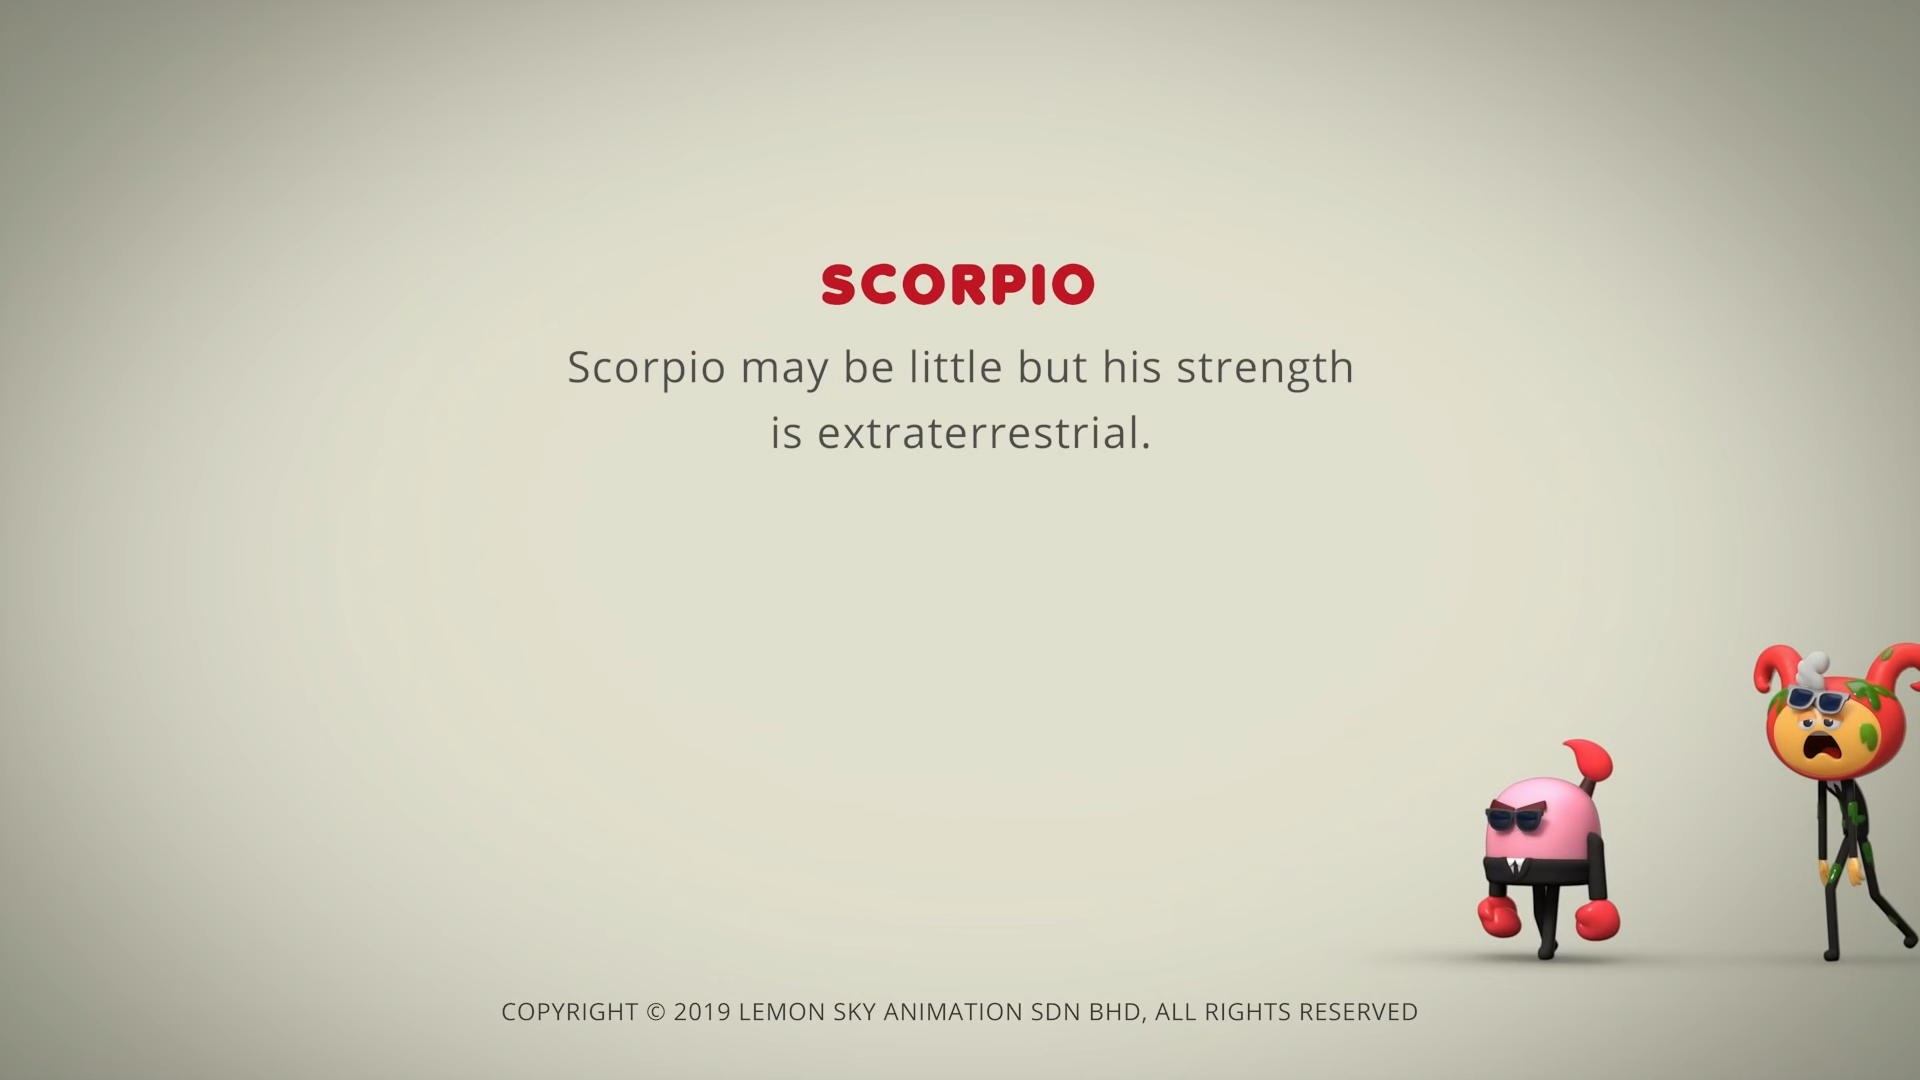 SCORPIO
Scorpio may be little but his strength
is extraterrestrial.
COPYRIGHT © 2019 LEMON SKY ANIMATION SDN BHD, ALL RIGHTS RESERVED